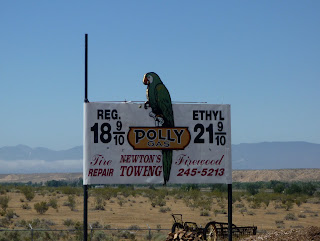 REG. ETHYL
18 9/10 POLLY GAS 21 9/10
Tire NEWTON'S Firewood
REPAIR TOWING 245-5213